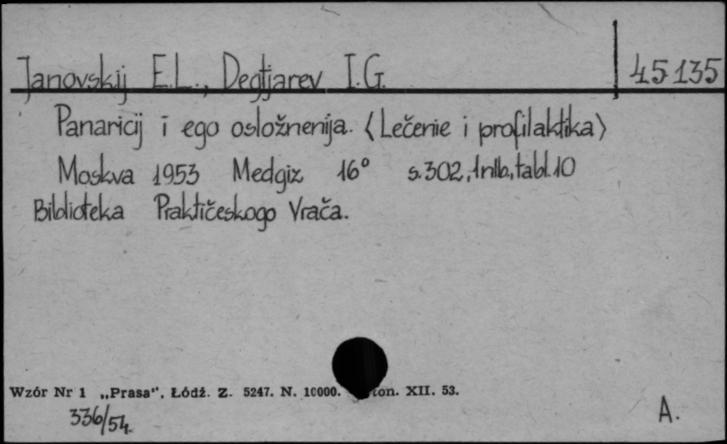 Janovskij E.L., Degtjarev I.G. 45135
Panaricij i ego osložnenija. (Lečenie i profilaktika)
Moskva 1953 Medgiz 16° s.302,1nlb,tabl.10
Biblioteka Praktičeskogo Vrača.
Wzór Nr 1 „Prasa”, Łódź. Z. 5247. N. 10000. ton. XII. 53.
336/54
A.